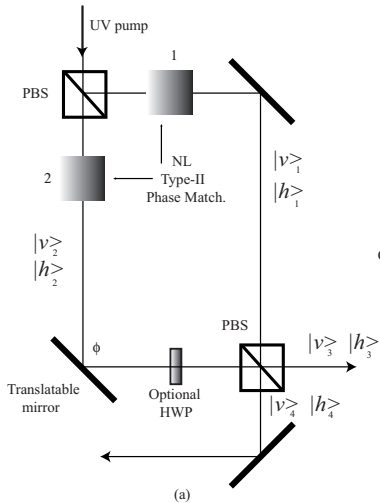 UV pump
1
PBS
2
NL
Type-II
Phase Match.
|v>₁
|h>₁
|v>₂
|h>₂
ϕ
PBS
|v>₃ |h>₃
Translatable
mirror
Optional
HWP
|v>₄ |h>₄
(a)